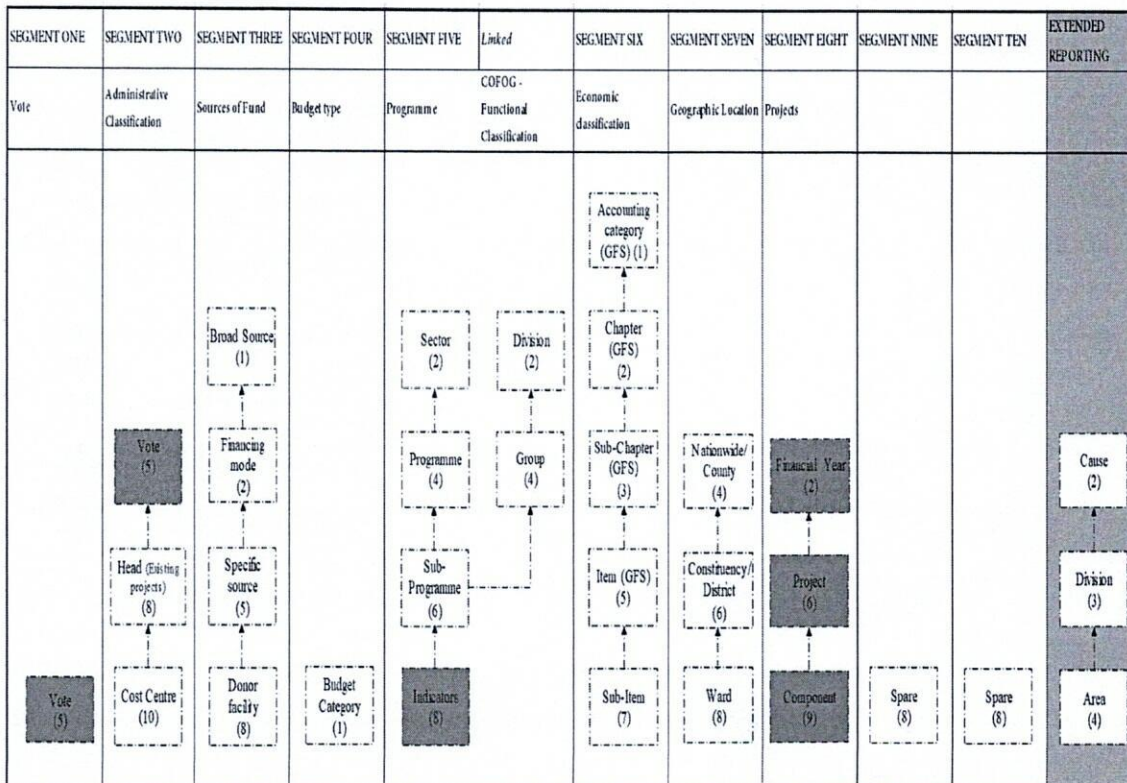 SEGMENT ONE
SEGMENT TWO
SEGMENT THREE
SEGMENT FOUR
SEGMENT FIVE
Linked
SEGMENT SIX
SEGMENT SEVEN
SEGMENT EIGHT
SEGMENT NINE
SEGMENT TEN
EXTENDED
REPORTING
Vote
Administrative
Classification
Sources of Fund
Budget type
Programme
COFOG -
Functional
Classification
Economic
classification
Geographic Location
Projects
Vote
(5)
Vote
(5)
Head (Existing
projects)
(8)
Cost Centre
(10)
Broad Source
(1)
Financing
mode
(2)
Specific
source
(5)
Donor
facility
(8)
Budget
Category
(1)
Sector
(2)
Programme
(4)
Sub-
Programme
(6)
Indicators
(8)
Division
(2)
Group
(4)
Accounting
category
(GFS) (1)
Chapter
(GFS)
(2)
Sub-Chapter
(GFS)
(3)
Item (GFS)
(5)
Sub-Item
(7)
Nationwide/
County
(4)
Constiuency/
District
(6)
Ward
(8)
Financial Year
(2)
Project
(6)
Component
(9)
Spare
(8)
Spare
(8)
Cause
(2)
Division
(3)
Area
(4)